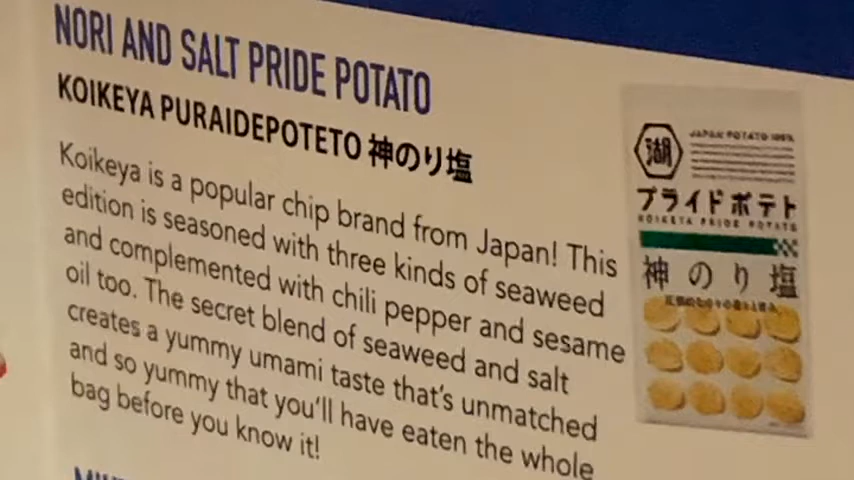 NORI AND SALT PRIDE POTATO
KOIKEYA PURAIDEPOTETO 神のり塩
Koikeya is a popular chip brand from Japan! This
edition is seasoned with three kinds of seaweed
and complemented with chili pepper and sesame
oil too. The secret blend of seaweed and salt
creates a yummy umami taste that's unmatched
and so yummy that you'll have eaten the whole
bag before you know it!
湖
JAPAN POTATO 100%
プライドポテト
KOIKEYA PRIDE POTATO
神のり塩